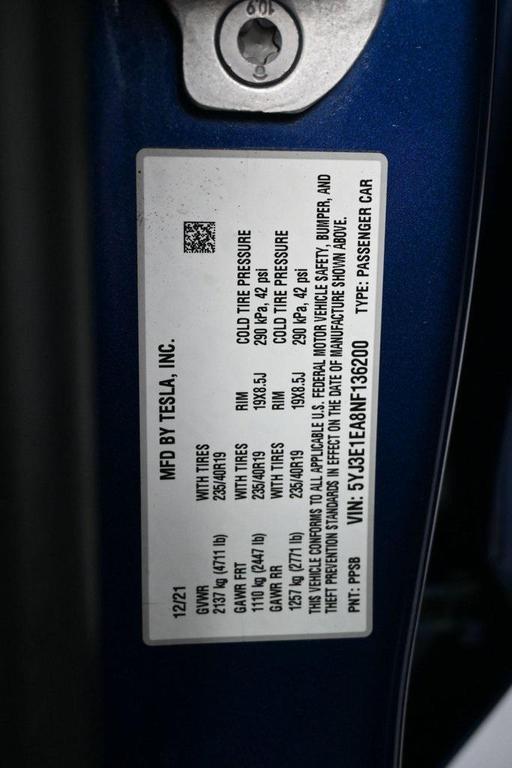 10.9
MFD BY TESLA, INC.
12/21
GVWR WITH TIRES
2137 kg (4711 lb) 235/40R19
GAWR FRT WITH TIRES RIM COLD TIRE PRESSURE
1110 kg (2447 lb) 235/40R19 19X8.5J 290 kPa, 42 psi
GAWR RR WITH TIRES RIM COLD TIRE PRESSURE
1257 kg (2771 lb) 235/40R19 19X8.5J 290 kPa, 42 psi
THIS VEHICLE CONFORMS TO ALL APPLICABLE U.S. FEDERAL MOTOR VEHICLE SAFETY, BUMPER, AND
THEFT PREVENTION STANDARDS IN EFFECT ON THE DATE OF MANUFACTURE SHOWN ABOVE.
PNT: PPSB VIN: 5YJ3E1EA8NF136200 TYPE: PASSENGER CAR